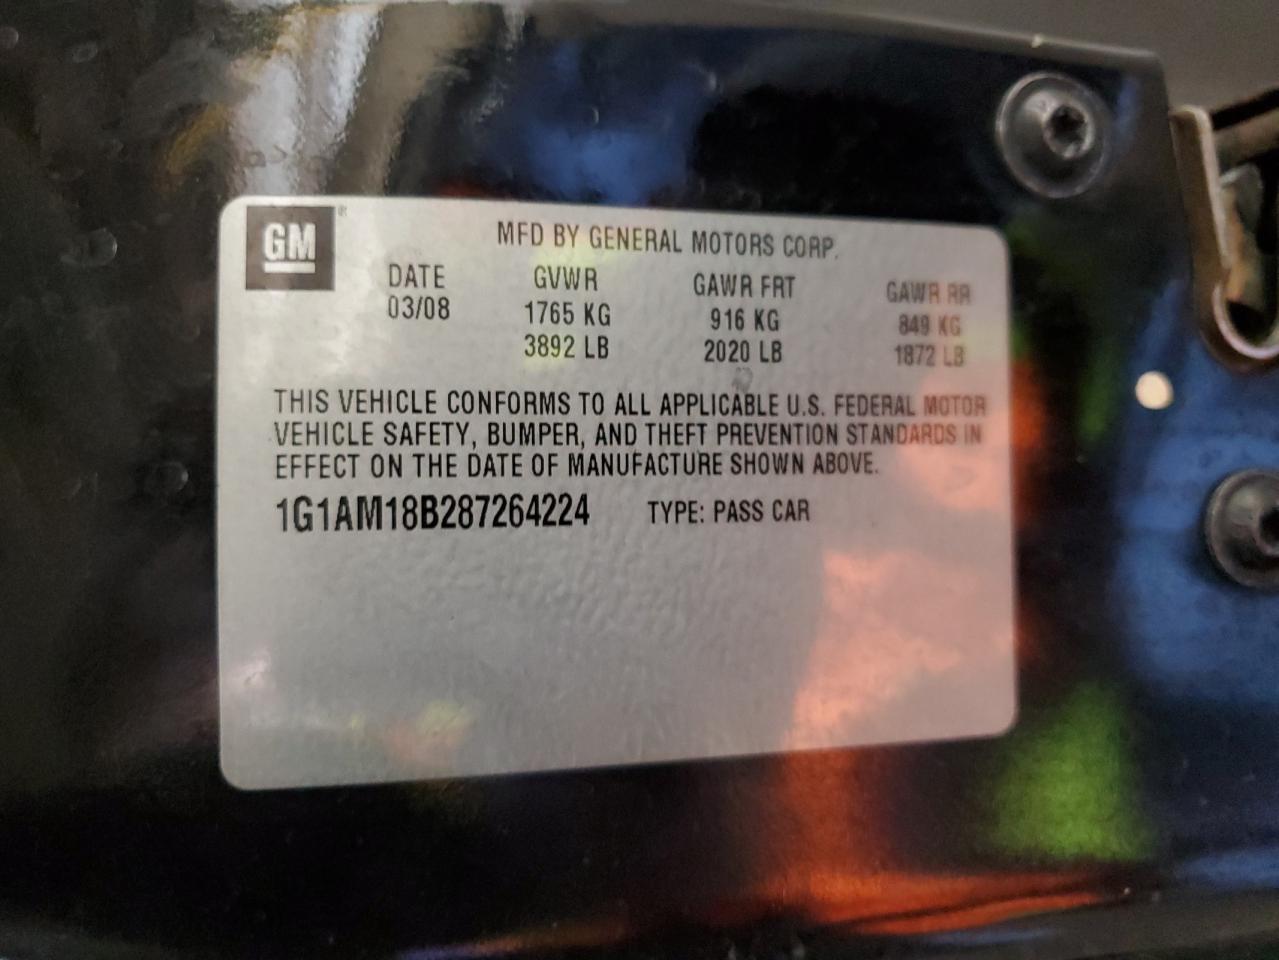 GM®
MFD BY GENERAL MOTORS CORP.
DATE GVWR GAWR FRT GAWR RR
03/08 1765 KG 916 KG 849 KG
3892 LB 2020 LB 1872 LB
THIS VEHICLE CONFORMS TO ALL APPLICABLE U.S. FEDERAL MOTOR
VEHICLE SAFETY, BUMPER, AND THEFT PREVENTION STANDARDS IN
EFFECT ON THE DATE OF MANUFACTURE SHOWN ABOVE.
1G1AM18B287264224 TYPE: PASS CAR